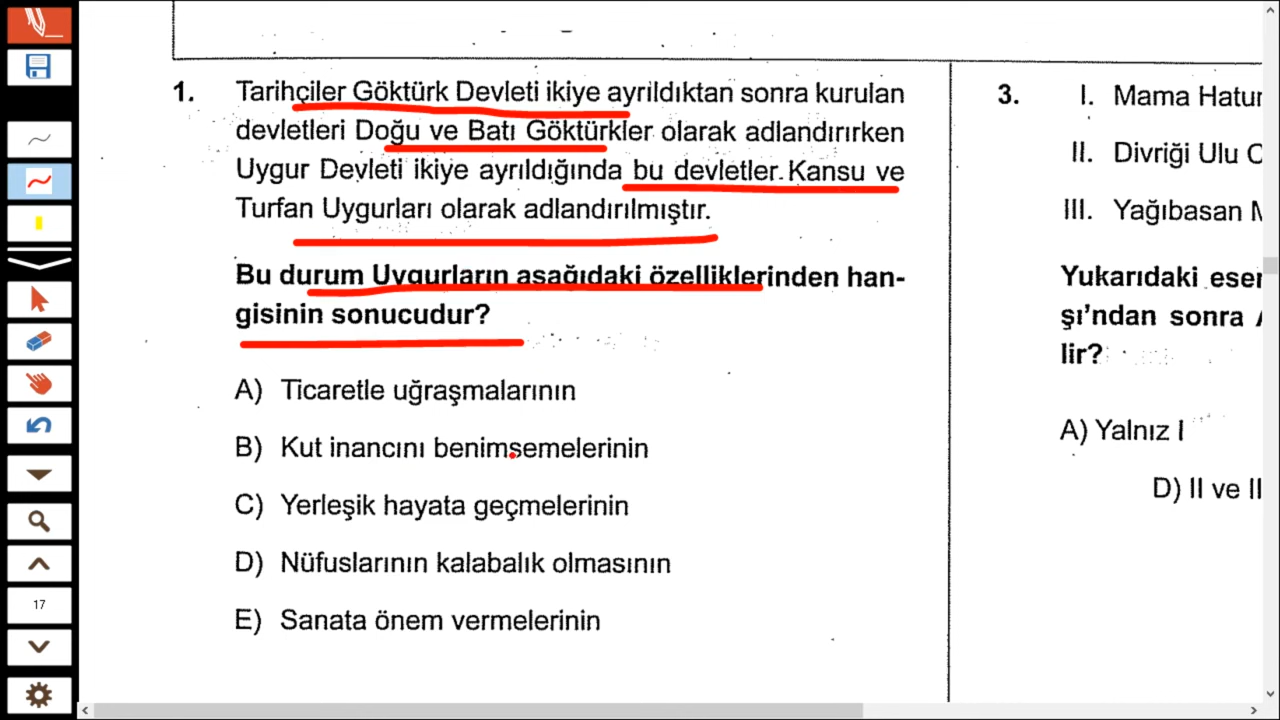 1. Tarihçiler Göktürk Devleti ikiye ayrıldıktan sonra kurulan
devletleri Doğu ve Batı Göktürkler olarak adlandırırken
Uygur Devleti ikiye ayrıldığında bu devletler Kansu ve
Turfan Uygurları olarak adlandırılmıştır.
Bu durum Uygurların aşağıdaki özelliklerinden han-
gisinin sonucudur?
A) Ticaretle uğraşmalarının
B) Kut inancını benimsemelerinin
C) Yerleşik hayata geçmelerinin
D) Nüfuslarının kalabalık olmasının
E) Sanata önem vermelerinin
3. I. Mama Hatun
II. Divriği Ulu C
III. Yağıbasan M
Yukarıdaki eser
şı'ndan sonra A
lir?
A) Yalnız I
D) II ve II
17